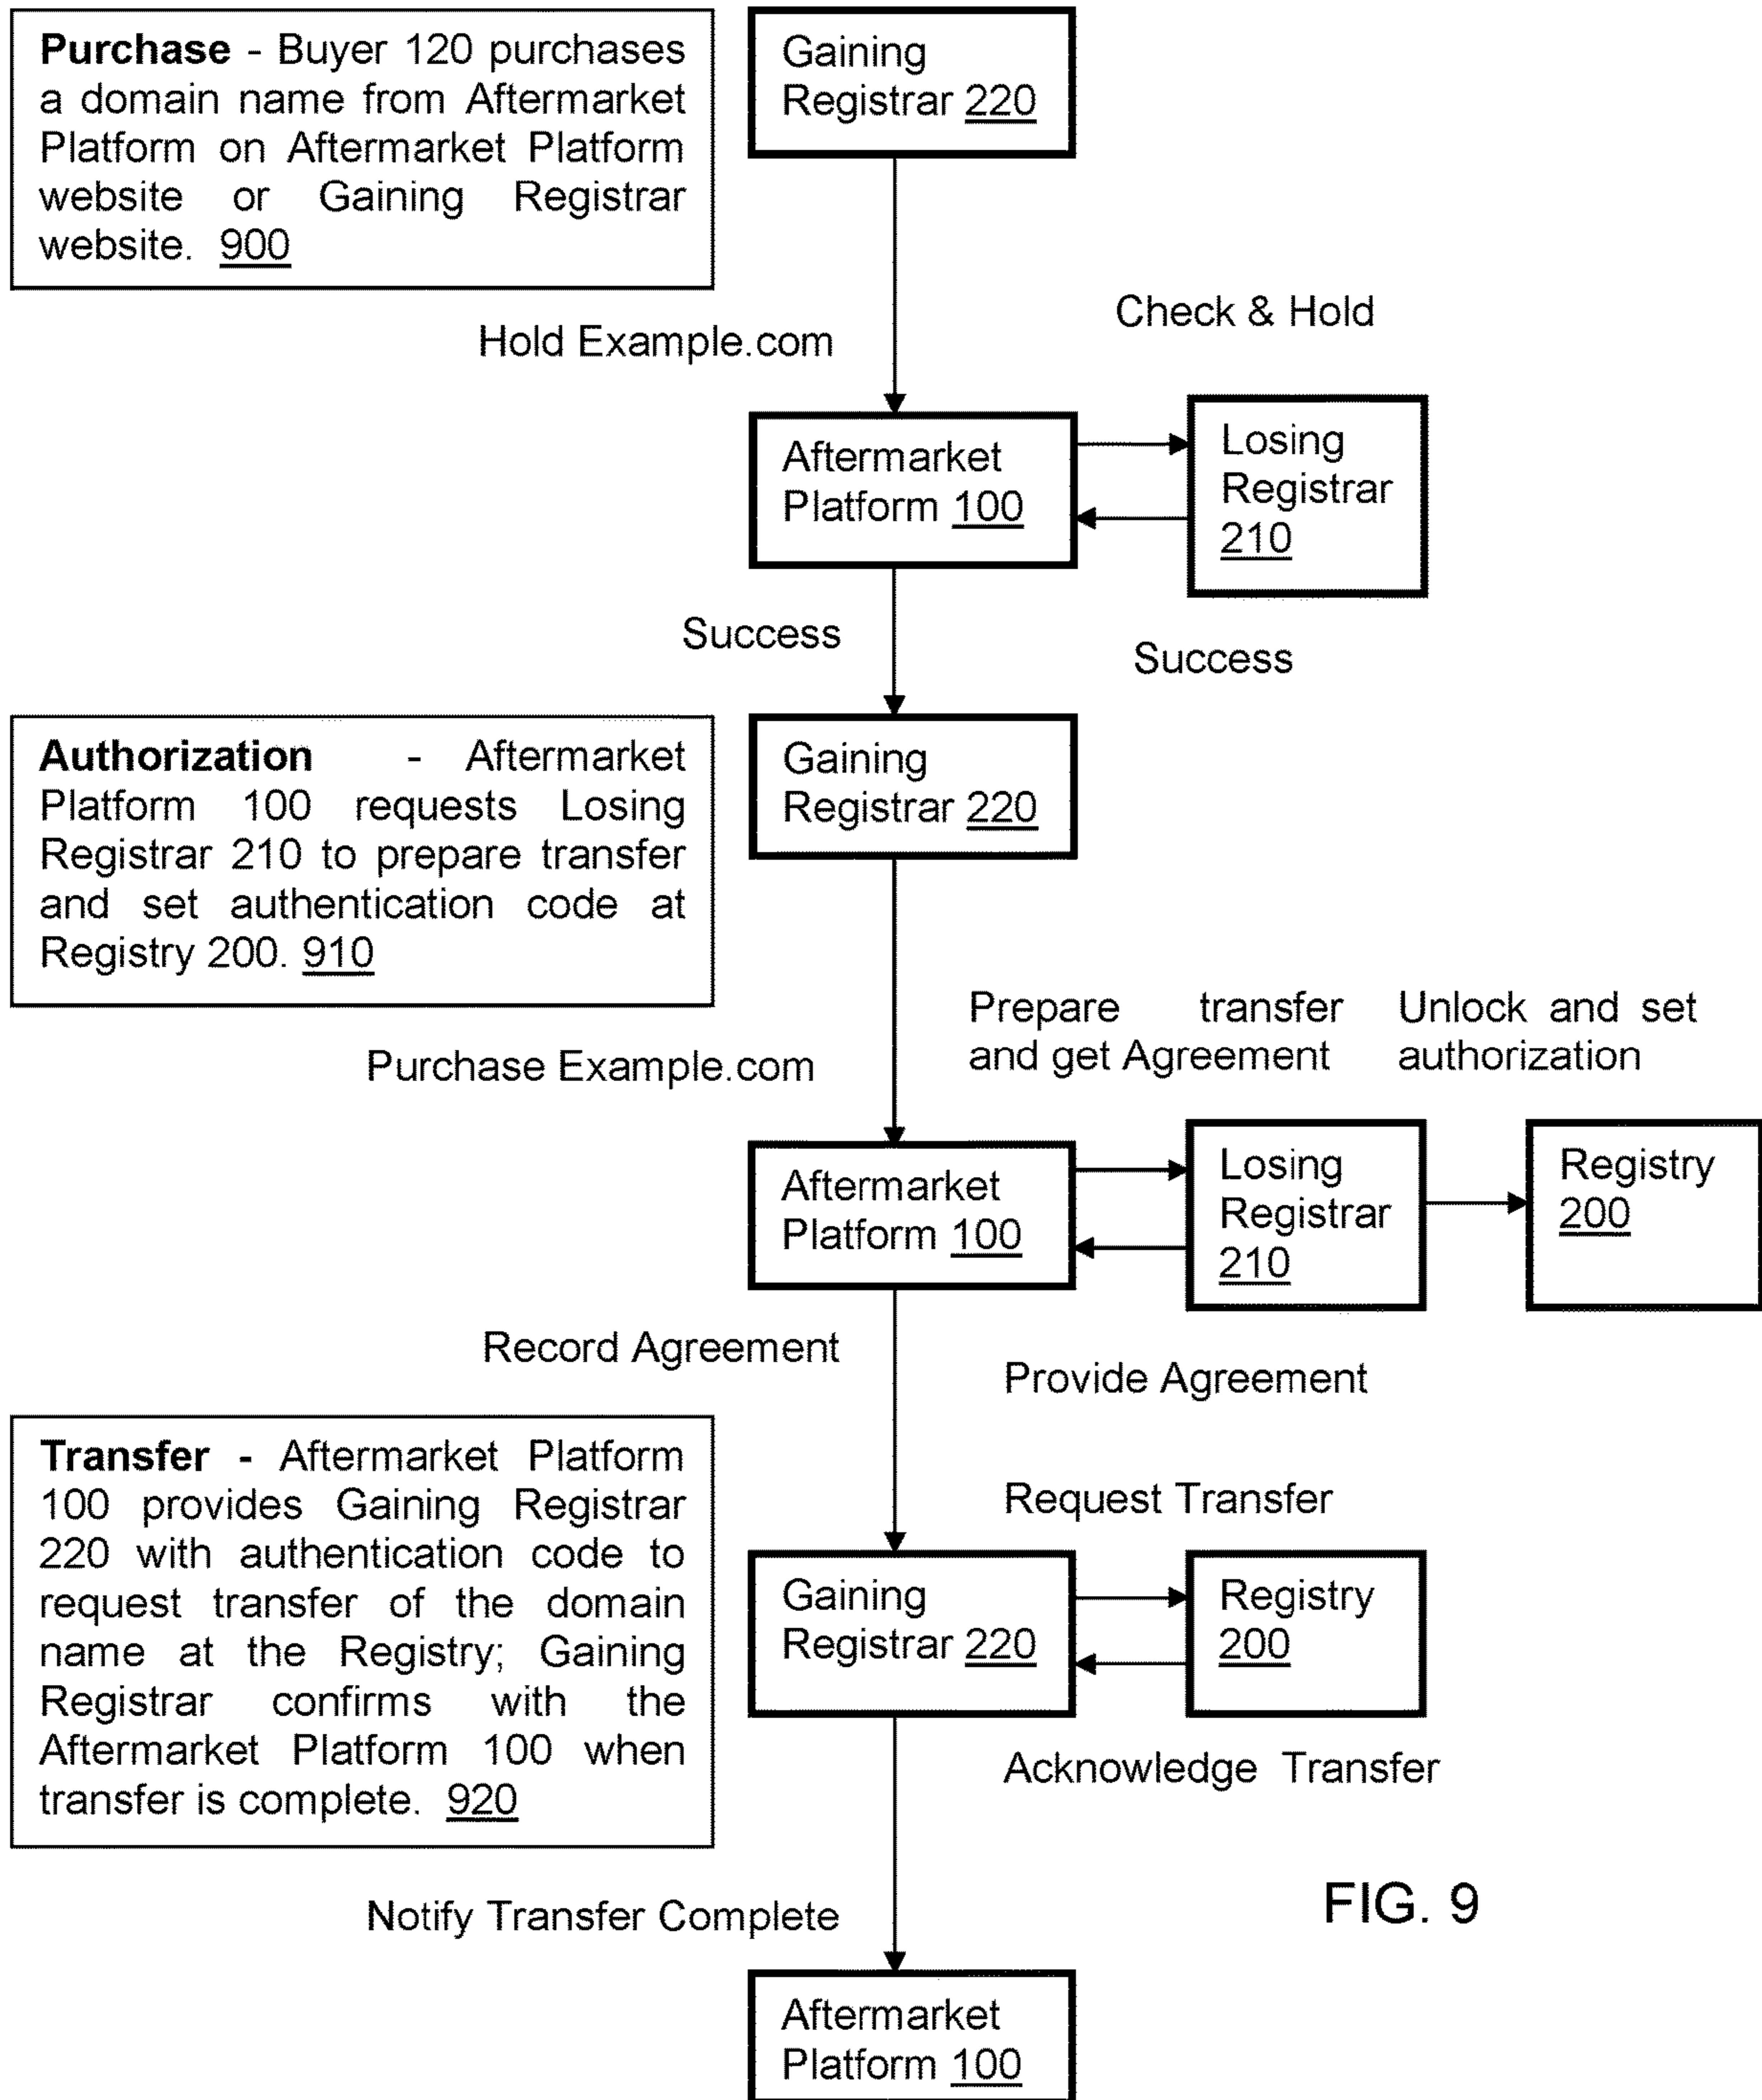 Purchase - Buyer 120 purchases
a domain name from Aftermarket
Platform on Aftermarket Platform
website or Gaining Registrar
website. 900
Gaining
Registrar 220
Hold Example.com
Check & Hold
Aftermarket
Platform 100
Losing
Registrar
210
Success
Success
Authorization - Aftermarket
Platform 100 requests Losing
Registrar 210 to prepare transfer
and set authentication code at
Registry 200. 910
Gaining
Registrar 220
Purchase Example.com
Prepare transfer
and get Agreement
Unlock and set
authorization
Aftermarket
Platform 100
Losing
Registrar
210
Registry
200
Record Agreement
Provide Agreement
Transfer - Aftermarket Platform
100 provides Gaining Registrar
220 with authentication code to
request transfer of the domain
name at the Registry; Gaining
Registrar confirms with the
Aftermarket Platform 100 when
transfer is complete. 920
Request Transfer
Gaining
Registrar 220
Registry
200
Acknowledge Transfer
Notify Transfer Complete
FIG. 9
Aftermarket
Platform 100